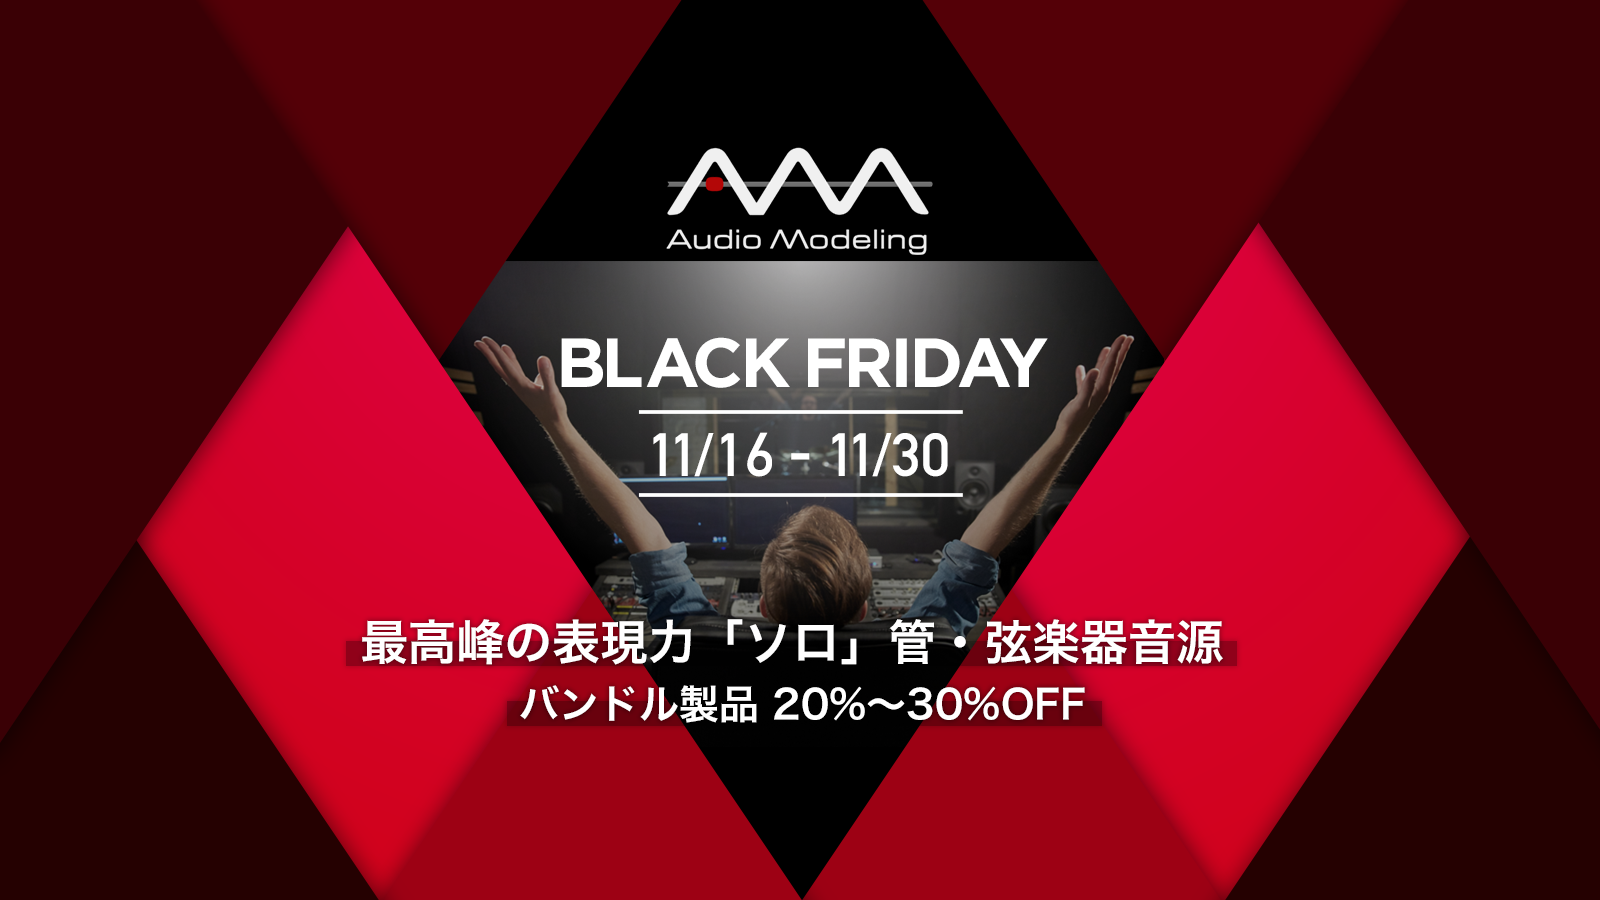 Audio Modeling
BLACK FRIDAY
11/16 - 11/30
最高峰の表現力「ソロ」管・弦楽器音源
バンドル製品 20%〜30%OFF